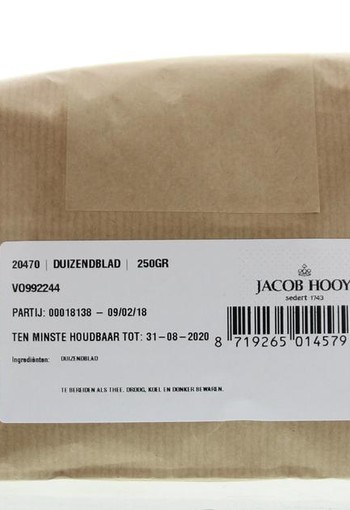 20470 | DUIZENDBLAD | 250GR
VO992244
JACOB HOOY
sedert 1743
PARTIJ: 00018138 – 09/02/18
TEN MINSTE HOUDBAAR TOT: 31–08–2020
8 719265 014579
Ingrediënten: DUIZENDBLAD
TE BEREIDEN ALS THEE. DROOG, KOEL EN DONKER BEWAREN.